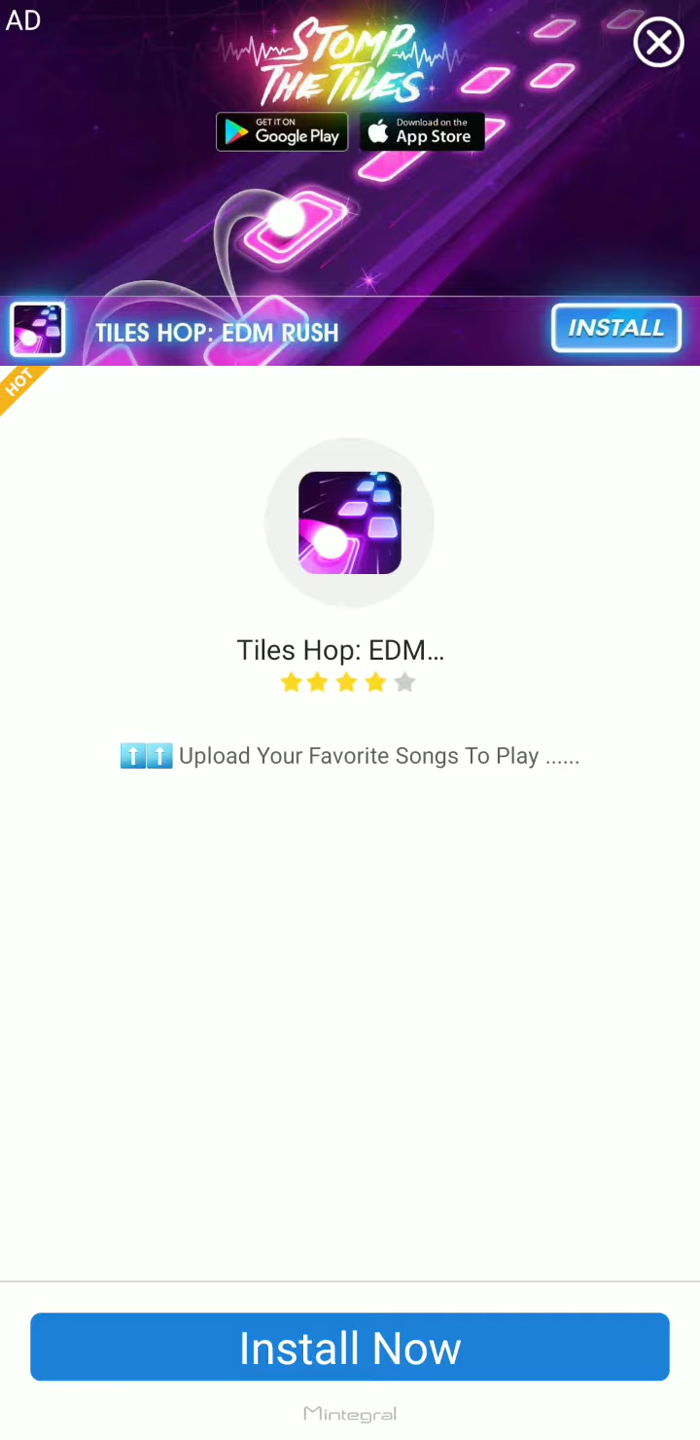 AD
STOMP
THE TILES
GET IT ON
Google Play
Download on the
App Store
TILES HOP: EDM RUSH
INSTALL
HOT
Tiles Hop: EDM...
⬆️⬆️ Upload Your Favorite Songs To Play ......
Install Now
Mintegral